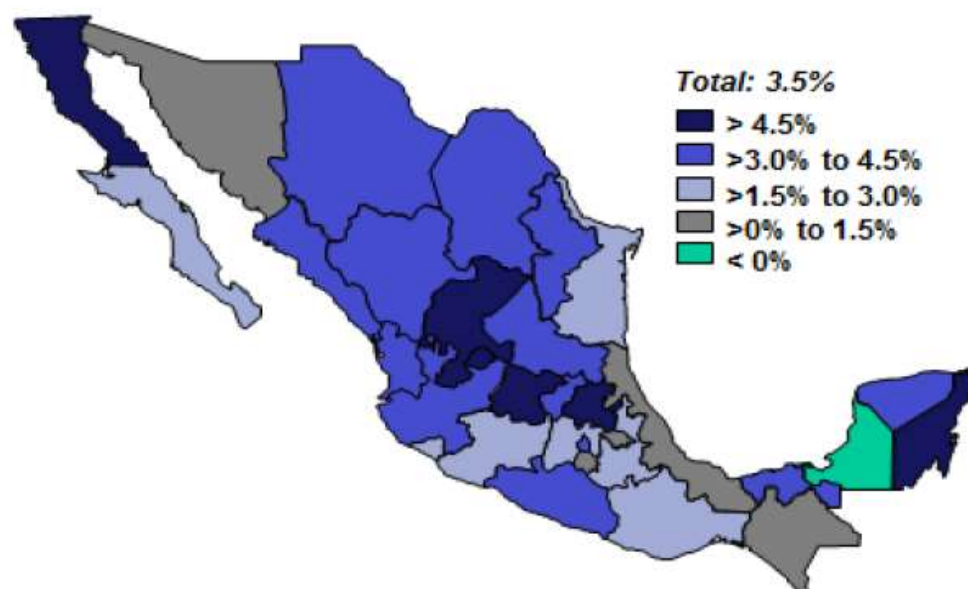 Total: 3.5%
> 4.5%
>3.0% to 4.5%
>1.5% to 3.0%
>0% to 1.5%
< 0%